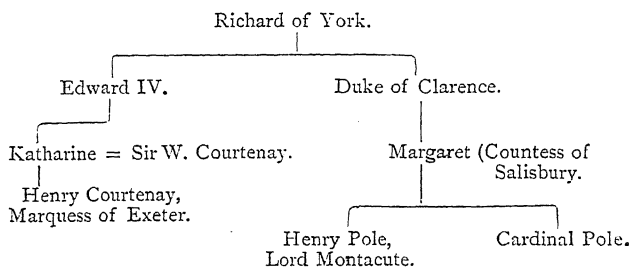 Richard of York.
Edward IV.
Duke of Clarence.
Katharine = Sir W. Courtenay.
Margaret (Countess of
Salisbury.
Henry Courtenay,
Marquess of Exeter.
Henry Pole,
Lord Montacute.
Cardinal Pole.